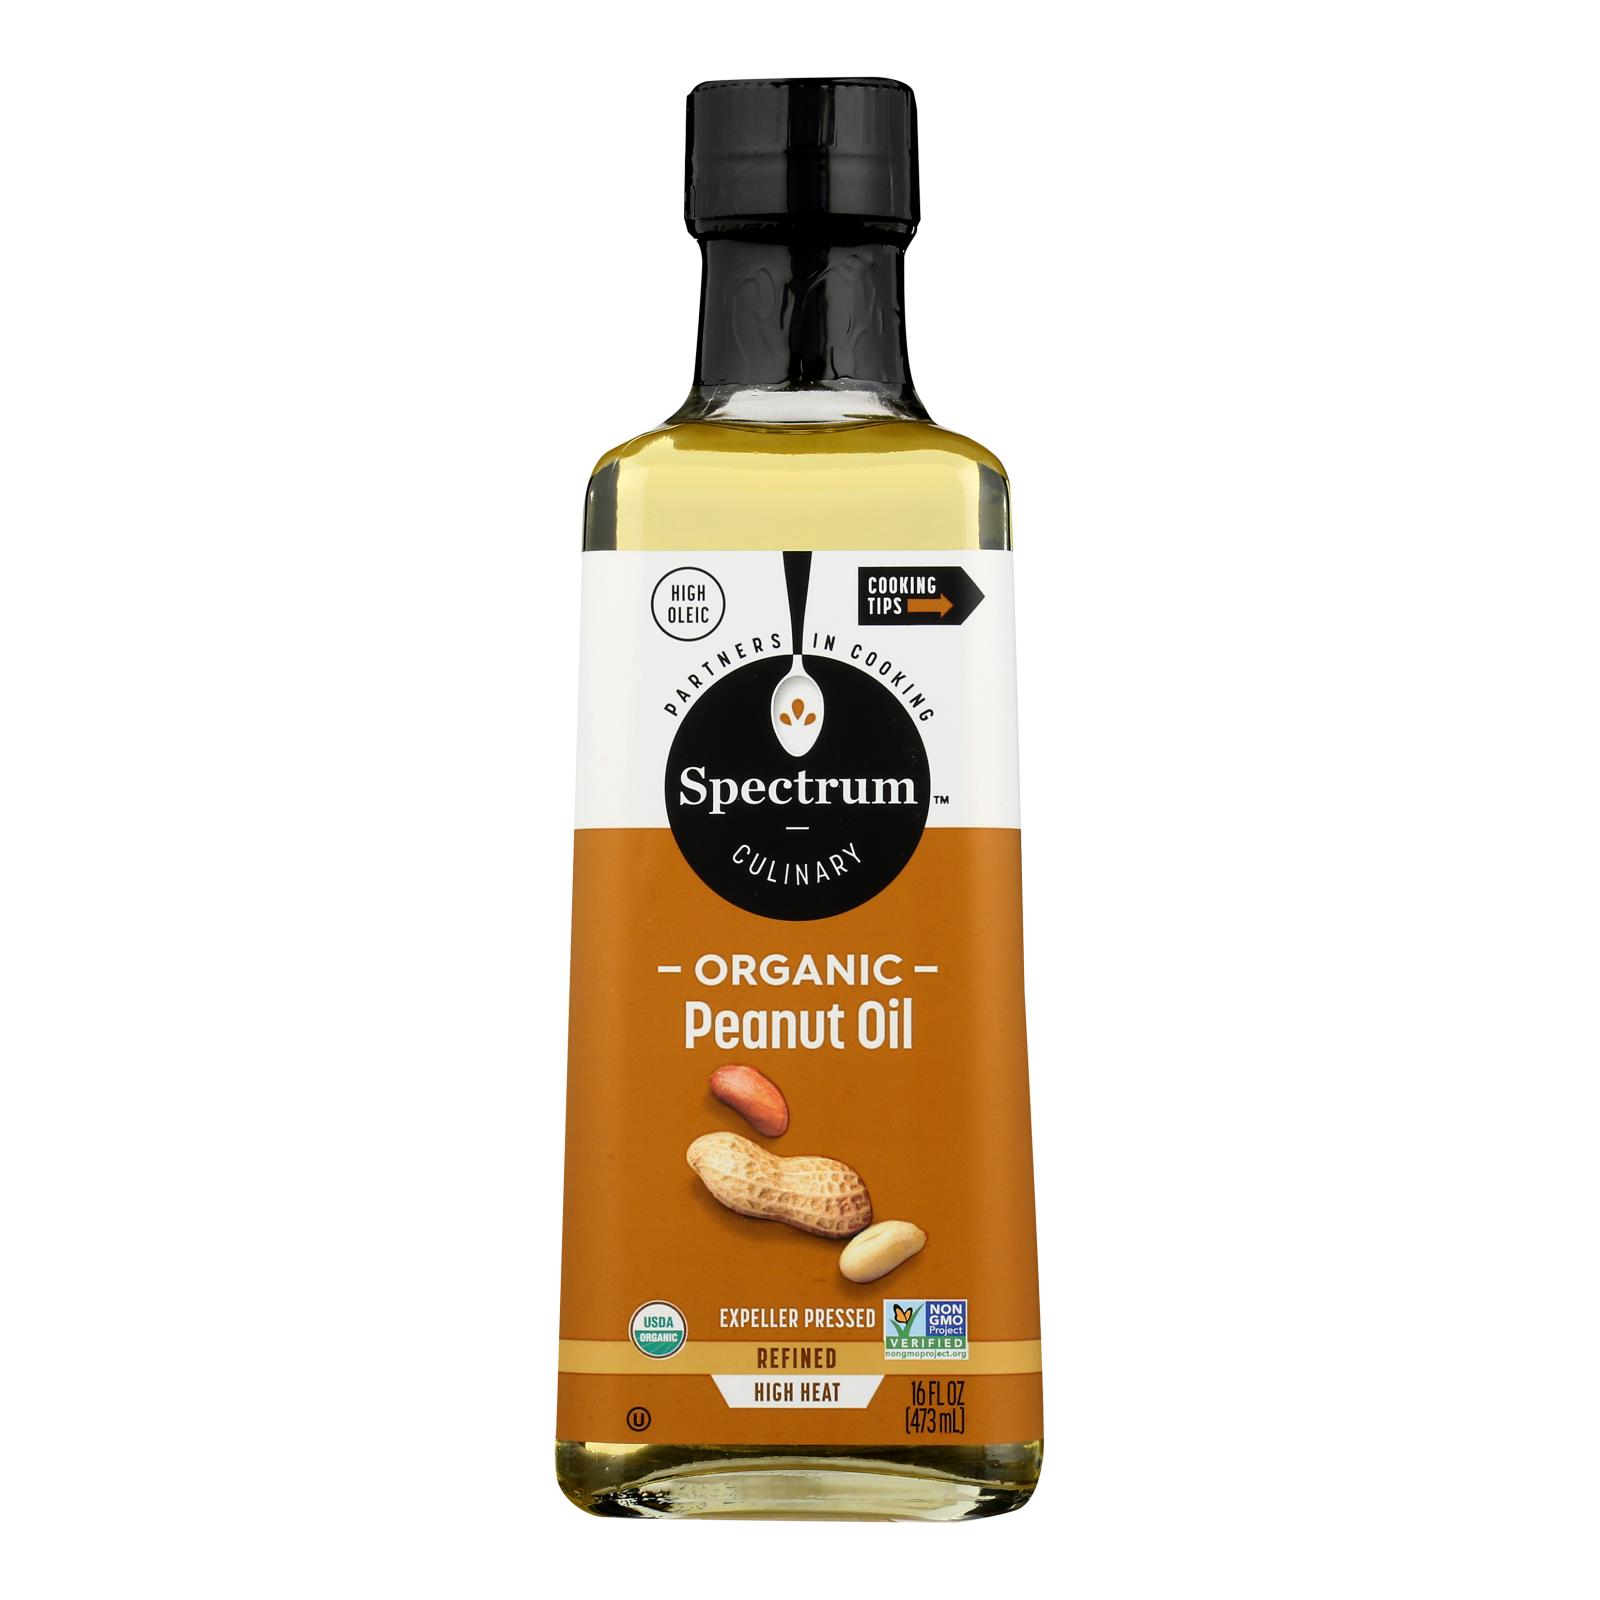 HIGH
OLEIC
COOKING
TIPS
PARTNERS IN COOKING
Spectrum ™
CULINARY
– ORGANIC –
Peanut Oil
USDA
ORGANIC
EXPELLER PRESSED
REFINED
HIGH HEAT
NON
GMO
Project
VERIFIED
nongmoproject.org
U
16 FL OZ
(473 mL)